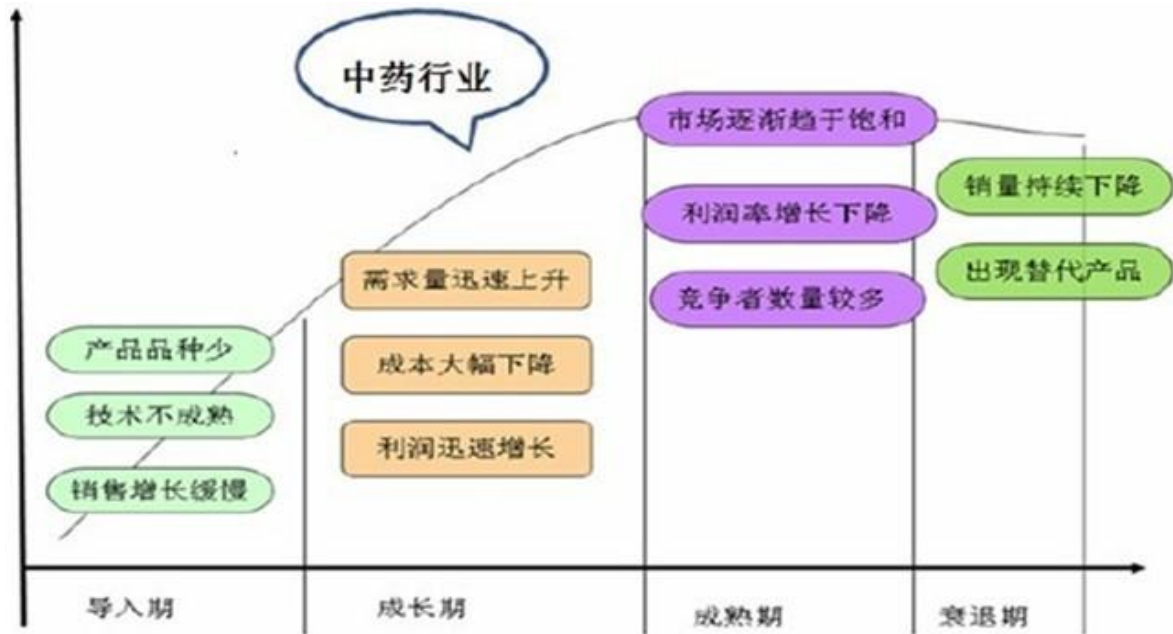 中药行业
市场逐渐趋于饱和
利润率增长下降
竞争者数量较多
销量持续下降
出现替代产品
需求量迅速上升
成本大幅下降
利润迅速增长
产品品种少
技术不成熟
销售增长缓慢
导入期
成长期
成熟期
衰退期